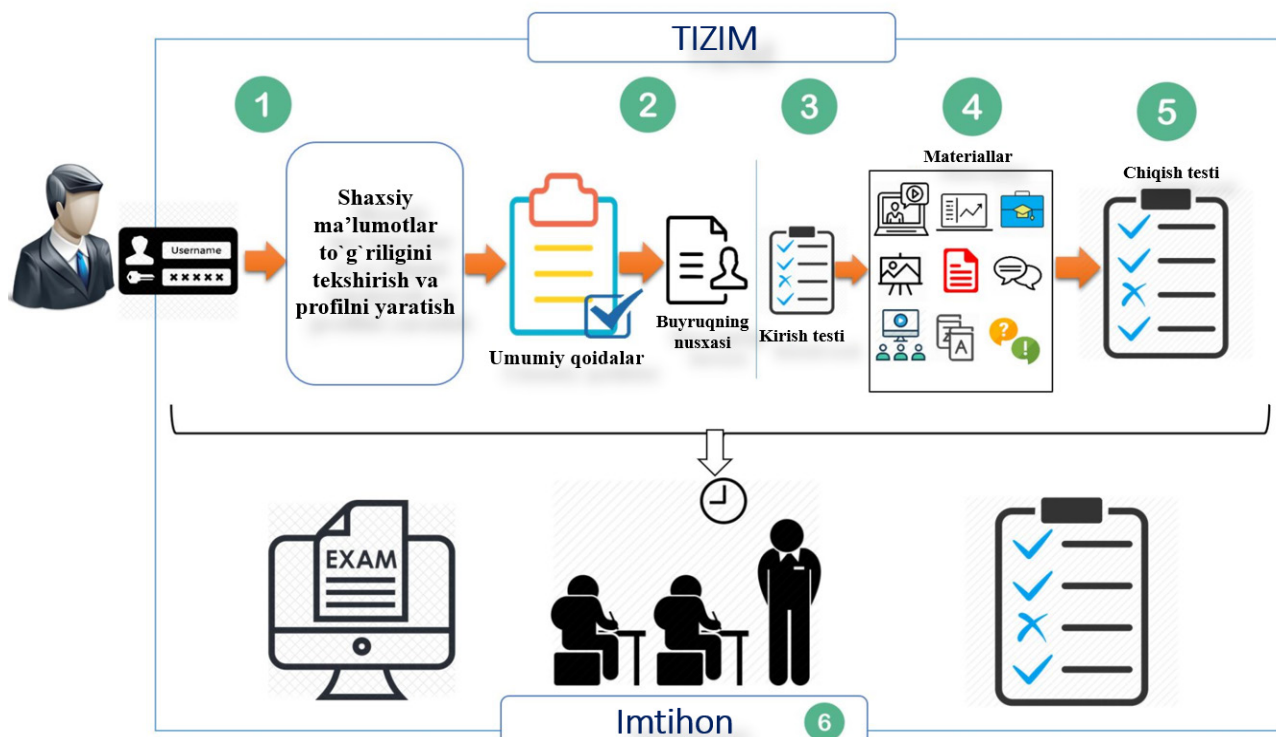 TIZIM
1
2
3
4
5
Username
×××××
Shaxsiy
ma’lumotlar
to`g`riligini
tekshirish va
profilni yaratish
Umumiy qoidalar
Buyruqning
nusxasi
Kirish testi
Materiallar
A
?
!
Chiqish testi
EXAM
Imtihon
6